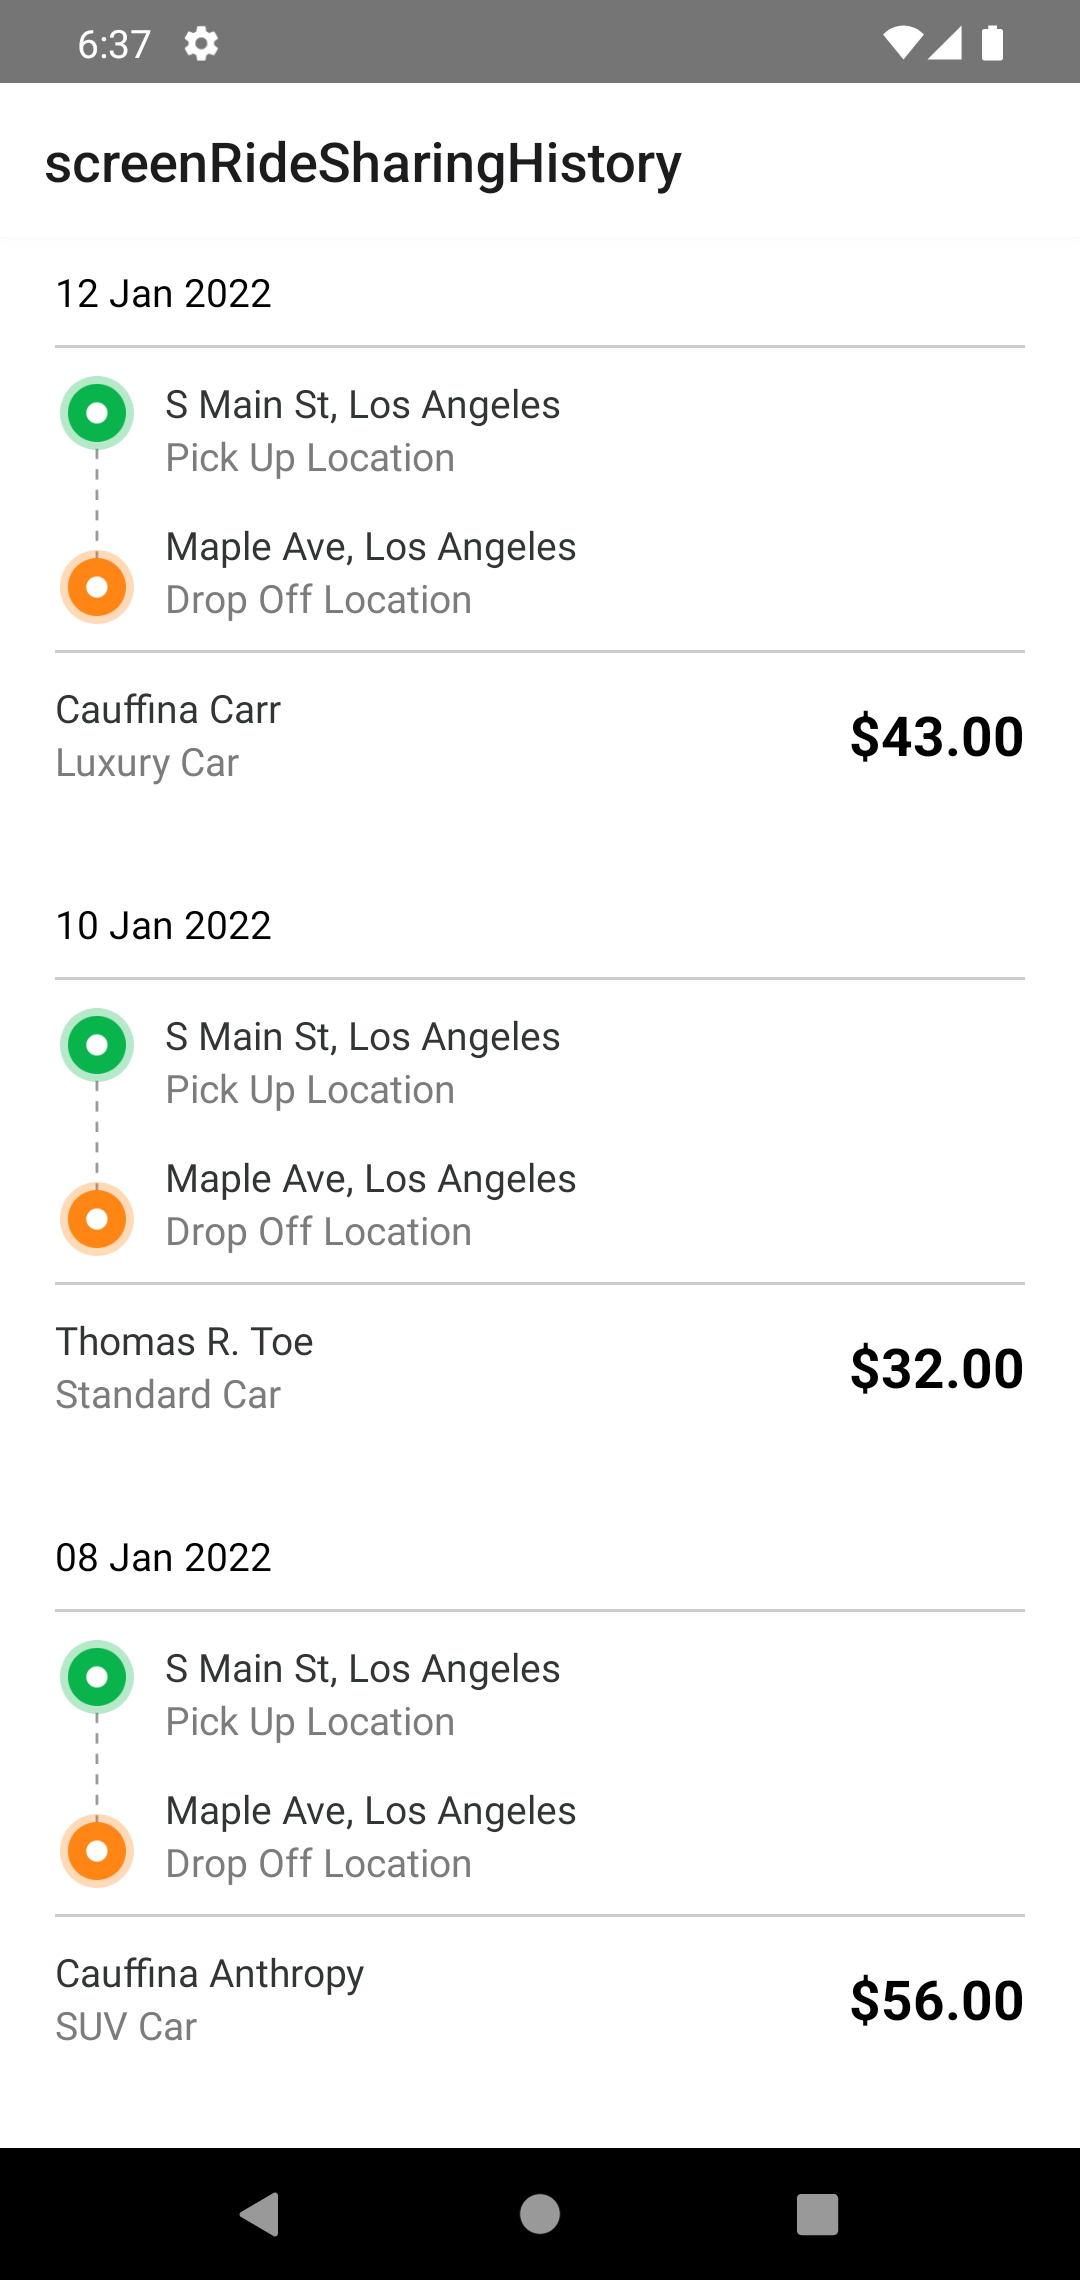 6:37
screenRideSharingHistory
12 Jan 2022
S Main St, Los Angeles
Pick Up Location
Maple Ave, Los Angeles
Drop Off Location
Cauffina Carr
Luxury Car
$43.00
10 Jan 2022
S Main St, Los Angeles
Pick Up Location
Maple Ave, Los Angeles
Drop Off Location
Thomas R. Toe
Standard Car
$32.00
08 Jan 2022
S Main St, Los Angeles
Pick Up Location
Maple Ave, Los Angeles
Drop Off Location
Cauffina Anthropy
SUV Car
$56.00